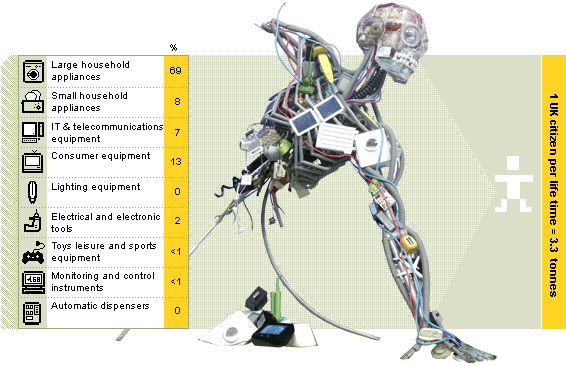 %
Large household
appliances
69
Small household
appliances
8
IT & telecommunications
equipment
7
Consumer equipment
13
Lighting equipment
0
Electrical and electronic
tools
2
Toys leisure and sports
equipment
<1
Monitoring and control
instruments
<1
Automatic dispensers
0
1 UK citizen per life time = 3.3 tonnes